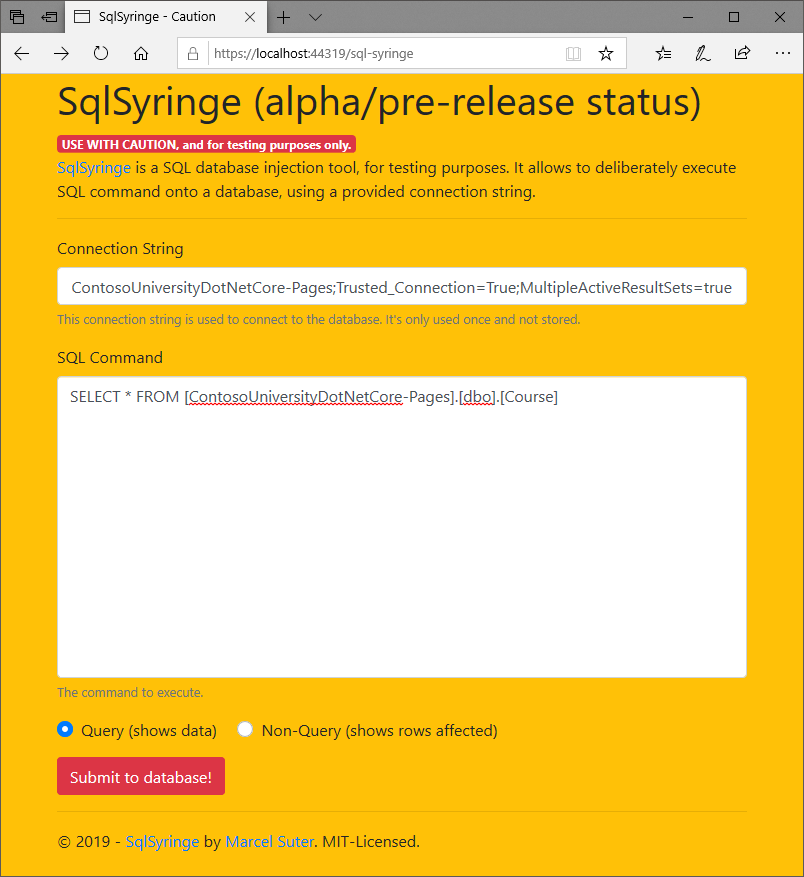 SqlSyringe - Caution
https://localhost:44319/sql-syringe
SqlSyringe (alpha/pre-release status)
USE WITH CAUTION, and for testing purposes only.
SqlSyringe is a SQL database injection tool, for testing purposes. It allows to deliberately execute
SQL command onto a database, using a provided connection string.
Connection String
ContosoUniversityDotNetCore-Pages;Trusted_Connection=True;MultipleActiveResultSets=true
This connection string is used to connect to the database. It's only used once and not stored.
SQL Command
SELECT * FROM [ContosoUniversityDotNetCore-Pages].[dbo].[Course]
The command to execute.
Query (shows data) Non-Query (shows rows affected)
Submit to database!
© 2019 - SqlSyringe by Marcel Suter. MIT-Licensed.